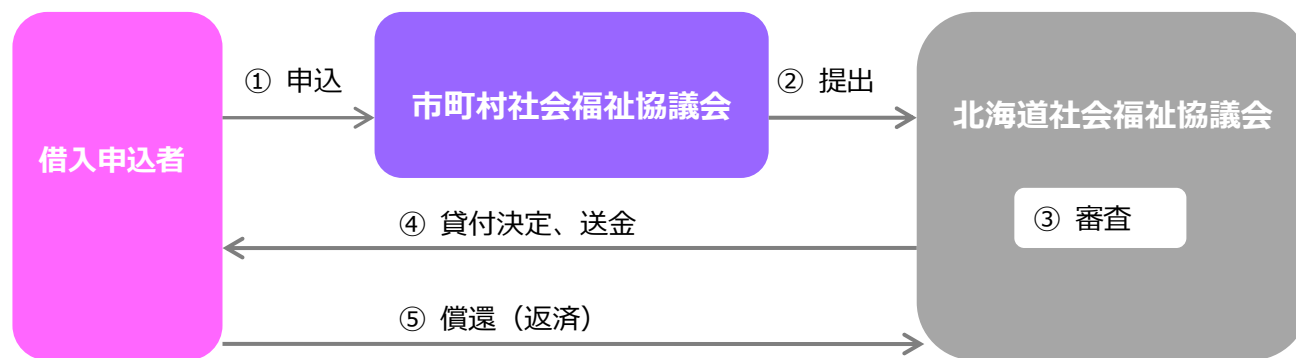 ① 申込
② 提出
市町村社会福祉協議会
北海道社会福祉協議会
借入申込者
③ 審査
④ 貸付決定、送金
⑤ 償還（返済）